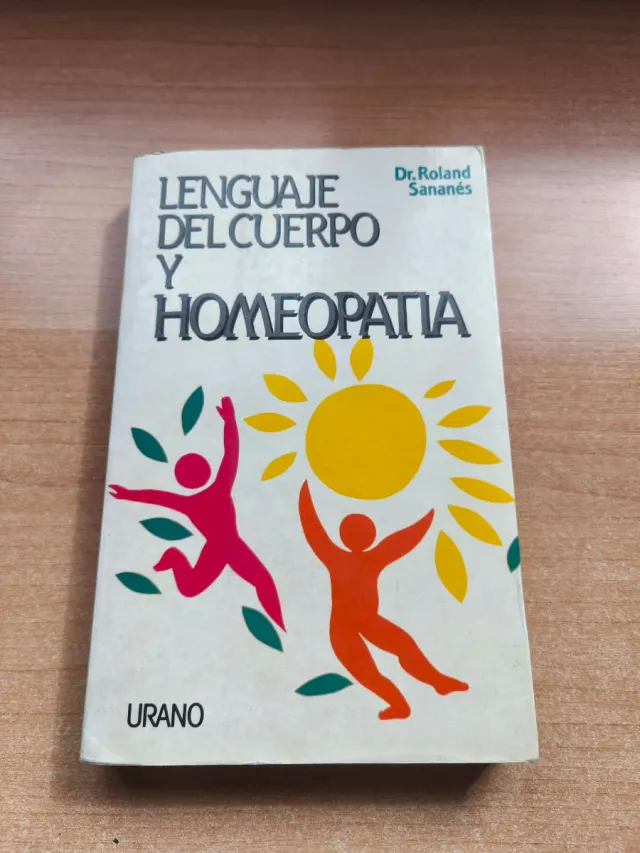 LENGUAJE
DEL CUERPO
Y
HOMEOPATIA
Dr. Roland
Sananés
URANO